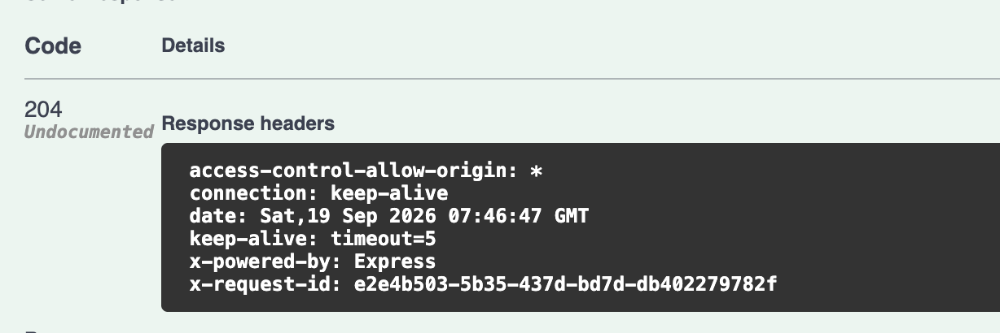 Code Details
204
Undocumented
Response headers
access-control-allow-origin: *
connection: keep-alive
date: Sat,19 Sep 2026 07:46:47 GMT
keep-alive: timeout=5
x-powered-by: Express
x-request-id: e2e4b503-5b35-437d-bd7d-db402279782f